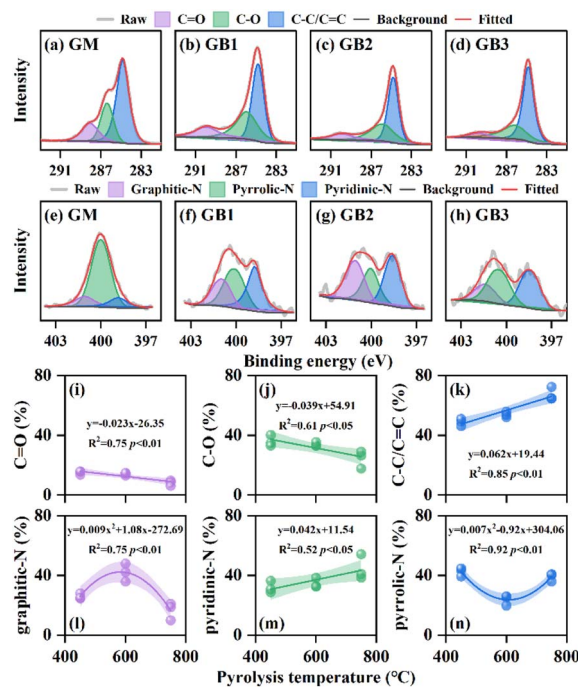 Raw C=O C-O C-C/C=C Background Fitted
(a) GM (b) GB1 (c) GB2 (d) GB3
Intensity
291 287 283 291 287 283 291 287 283 291 287 283
Raw Graphitic-N Pyrrolic-N Pyridinic-N Background Fitted
(e) GM (f) GB1 (g) GB2 (h) GB3
Intensity
403 400 397 403 400 397 403 400 397 403 400 397
Binding energy (eV)
80 (i) 80 (j) 80 (k)
y=-0.023x+26.35 y=-0.039x+54.91
R²=0.75 p<0.01 R²=0.61 p<0.05
C=O (%) C-O (%) C-C/C=C (%)
40 40 40
y=0.062x+19.44
R²=0.85 p<0.01
0 0 0
80 80 80
y=0.009x²+1.08x-272.69 y=0.042x+11.54 y=0.007x²-0.92x+304.06
R²=0.75 p<0.01 R²=0.52 p<0.05 R²=0.92 p<0.01
graphitic-N (%) pyridinic-N (%) pyrrolic-N (%)
40 40 40
(l) (m) (n)
0 0 0
400 600 800 400 600 800 400 600 800
Pyrolysis temperature (°C)